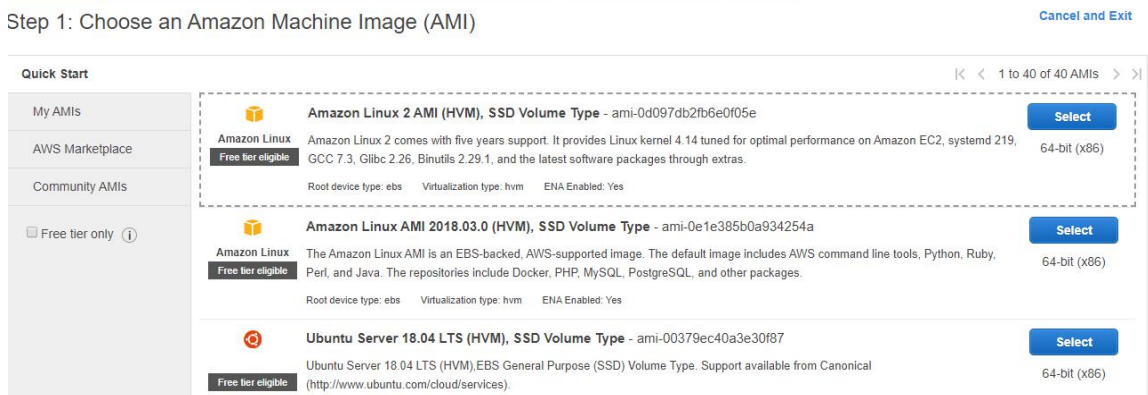 Step 1: Choose an Amazon Machine Image (AMI)
Cancel and Exit
Quick Start
1 to 40 of 40 AMIs
My AMIs
AWS Marketplace
Community AMIs
Free tier only
Amazon Linux
Free tier eligible
Amazon Linux 2 AMI (HVM), SSD Volume Type - ami-0d097db2fb6e0f05e
Amazon Linux 2 comes with five years support. It provides Linux kernel 4.14 tuned for optimal performance on Amazon EC2, systemd 219,
GCC 7.3, Glibc 2.26, Binutils 2.29.1, and the latest software packages through extras.
Root device type: ebs Virtualization type: hvm ENA Enabled: Yes
Select
64-bit (x86)
Amazon Linux
Free tier eligible
Amazon Linux AMI 2018.03.0 (HVM), SSD Volume Type - ami-0e1e385b0a934254a
The Amazon Linux AMI is an EBS-backed, AWS-supported image. The default image includes AWS command line tools, Python, Ruby,
Perl, and Java. The repositories include Docker, PHP, MySQL, PostgreSQL, and other packages.
Root device type: ebs Virtualization type: hvm ENA Enabled: Yes
Select
64-bit (x86)
Free tier eligible
Ubuntu Server 18.04 LTS (HVM), SSD Volume Type - ami-00379ec40a3e30f87
Ubuntu Server 18.04 LTS (HVM),EBS General Purpose (SSD) Volume Type. Support available from Canonical
(http://www.ubuntu.com/cloud/services).
Select
64-bit (x86)